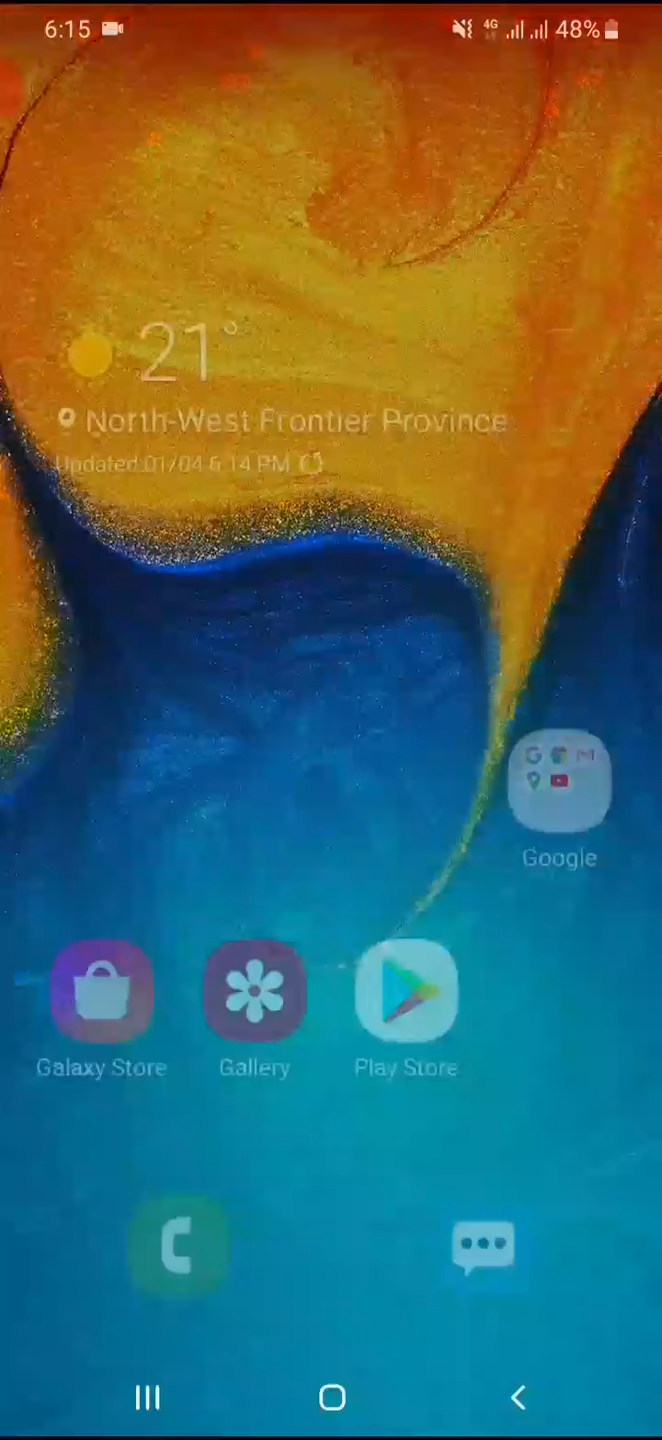 6:15
4G
48%
21°
North-West Frontier Province
Updated:01/04 6:14 PM
G
Google
Galaxy Store
Gallery
Play Store